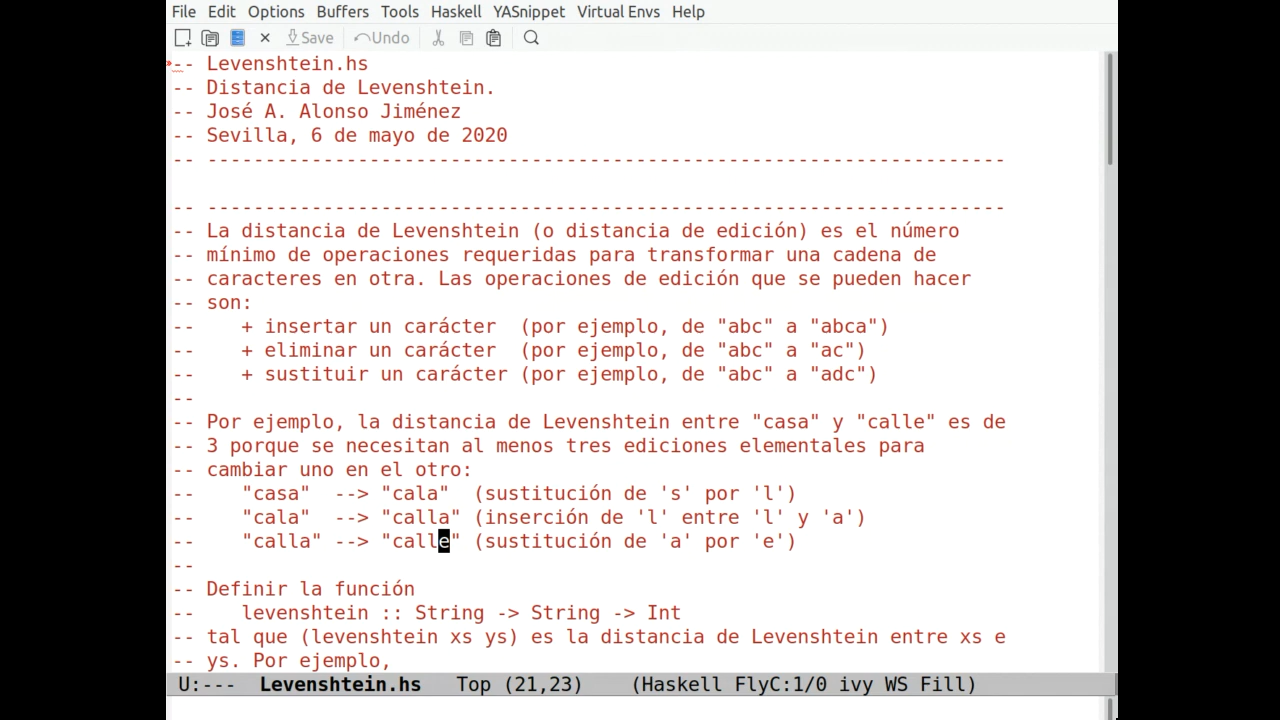 File Edit Options Buffers Tools Haskell YASnippet Virtual Envs Help
Save Undo
-- Levenshtein.hs
-- Distancia de Levenshtein.
-- José A. Alonso Jiménez
-- Sevilla, 6 de mayo de 2020
-- ---------------------------------------------------------------------
-- ---------------------------------------------------------------------
-- La distancia de Levenshtein (o distancia de edición) es el número
-- mínimo de operaciones requeridas para transformar una cadena de
-- caracteres en otra. Las operaciones de edición que se pueden hacer
-- son:
--    + insertar un carácter  (por ejemplo, de "abc" a "abca")
--    + eliminar un carácter  (por ejemplo, de "abc" a "ac")
--    + sustituir un carácter (por ejemplo, de "abc" a "adc")
--
-- Por ejemplo, la distancia de Levenshtein entre "casa" y "calle" es de
-- 3 porque se necesitan al menos tres ediciones elementales para
-- cambiar uno en el otro:
--    "casa"  --> "cala"  (sustitución de 's' por 'l')
--    "cala"  --> "calla" (inserción de 'l' entre 'l' y 'a')
--    "calla" --> "calle" (sustitución de 'a' por 'e')
--
-- Definir la función
--    levenshtein :: String -> String -> Int
-- tal que (levenshtein xs ys) es la distancia de Levenshtein entre xs e
-- ys. Por ejemplo,
U:---  Levenshtein.hs   Top (21,23)    (Haskell FlyC:1/0 ivy WS Fill)